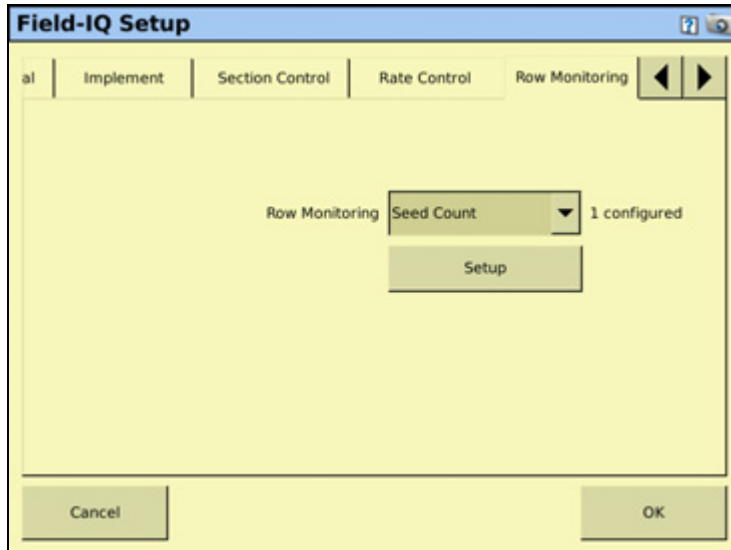 Field-IQ Setup
?
al
Implement
Section Control
Rate Control
Row Monitoring
Row Monitoring
Seed Count
1 configured
Setup
Cancel
OK